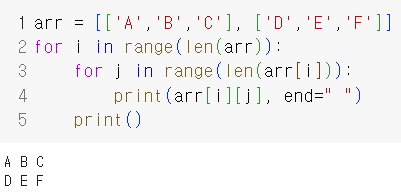 1 arr = [['A','B','C'], ['D','E','F']]
2 for i in range(len(arr)):
3     for j in range(len(arr[i])):
4         print(arr[i][j], end=" ")
5     print()
A B C
D E F